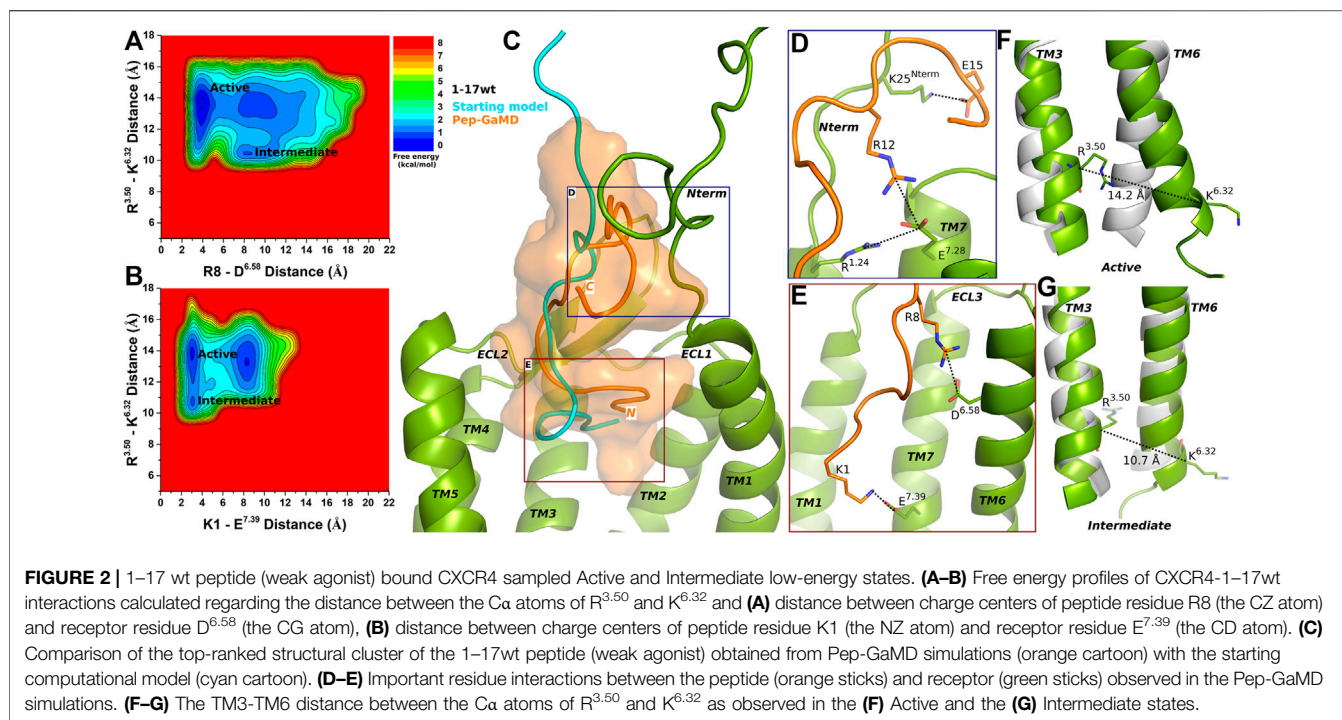 A
R3.50 - K6.32 Distance (Å)
18
16
14
12
10
8
6
Active
Intermediate
0 2 4 6 8 10 12 14 16 18 20 22
R8 - D6.58 Distance (Å)
8
7
6
5
4
3
2
1
0
Free energy
(kcal/mol)
B
R3.50 - K6.32 Distance (Å)
18
16
14
12
10
8
6
Active
Intermediate
0 2 4 6 8 10 12 14 16 18 20 22
K1 - E7.39 Distance (Å)
C
1-17wt
Starting model
Pep-GaMD
D
Nterm
C
ECL2
ECL1
E
N
TM4
TM5
TM3
TM2
TM1
D
K25Nterm
E15
Nterm
R12
TM7
R1.24
E7.28
E
ECL3
R8
D6.58
TM7
K1
E7.39
TM1
TM6
F
TM3
TM6
R3.50
14.2 Å
K6.32
Active
G
TM3
TM6
R3.50
10.7 Å
K6.32
Intermediate
FIGURE 2 | 1–17 wt peptide (weak agonist) bound CXCR4 sampled Active and Intermediate low-energy states. (A–B) Free energy profiles of CXCR4-1–17wt
interactions calculated regarding the distance between the Cα atoms of R3.50 and K6.32 and (A) distance between charge centers of peptide residue R8 (the CZ atom)
and receptor residue D6.58 (the CG atom), (B) distance between charge centers of peptide residue K1 (the NZ atom) and receptor residue E7.39 (the CD atom). (C)
Comparison of the top-ranked structural cluster of the 1–17wt peptide (weak agonist) obtained from Pep-GaMD simulations (orange cartoon) with the starting
computational model (cyan cartoon). (D–E) Important residue interactions between the peptide (orange sticks) and receptor (green sticks) observed in the Pep-GaMD
simulations. (F–G) The TM3-TM6 distance between the Cα atoms of R3.50 and K6.32 as observed in the (F) Active and the (G) Intermediate states.